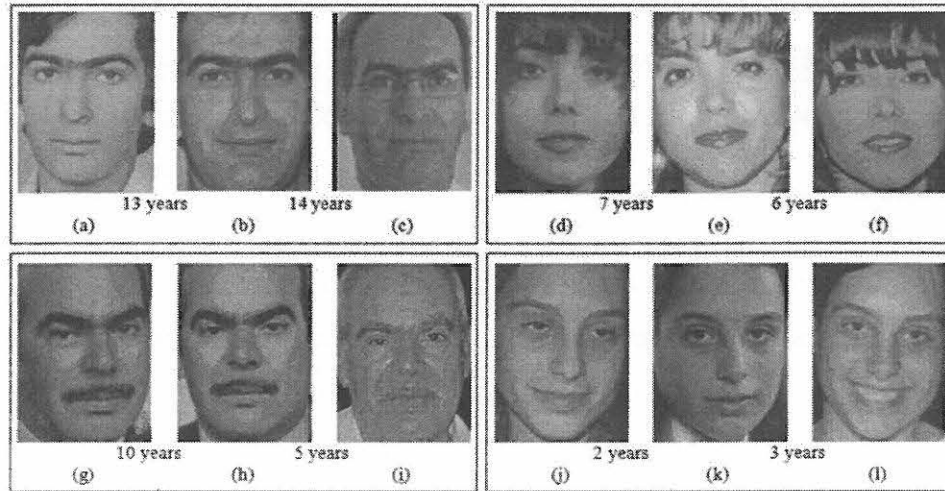 13 years 14 years
(a) (b) (c)
7 years 6 years
(d) (e) (f)
10 years 5 years
(g) (h) (i)
2 years 3 years
(j) (k) (l)